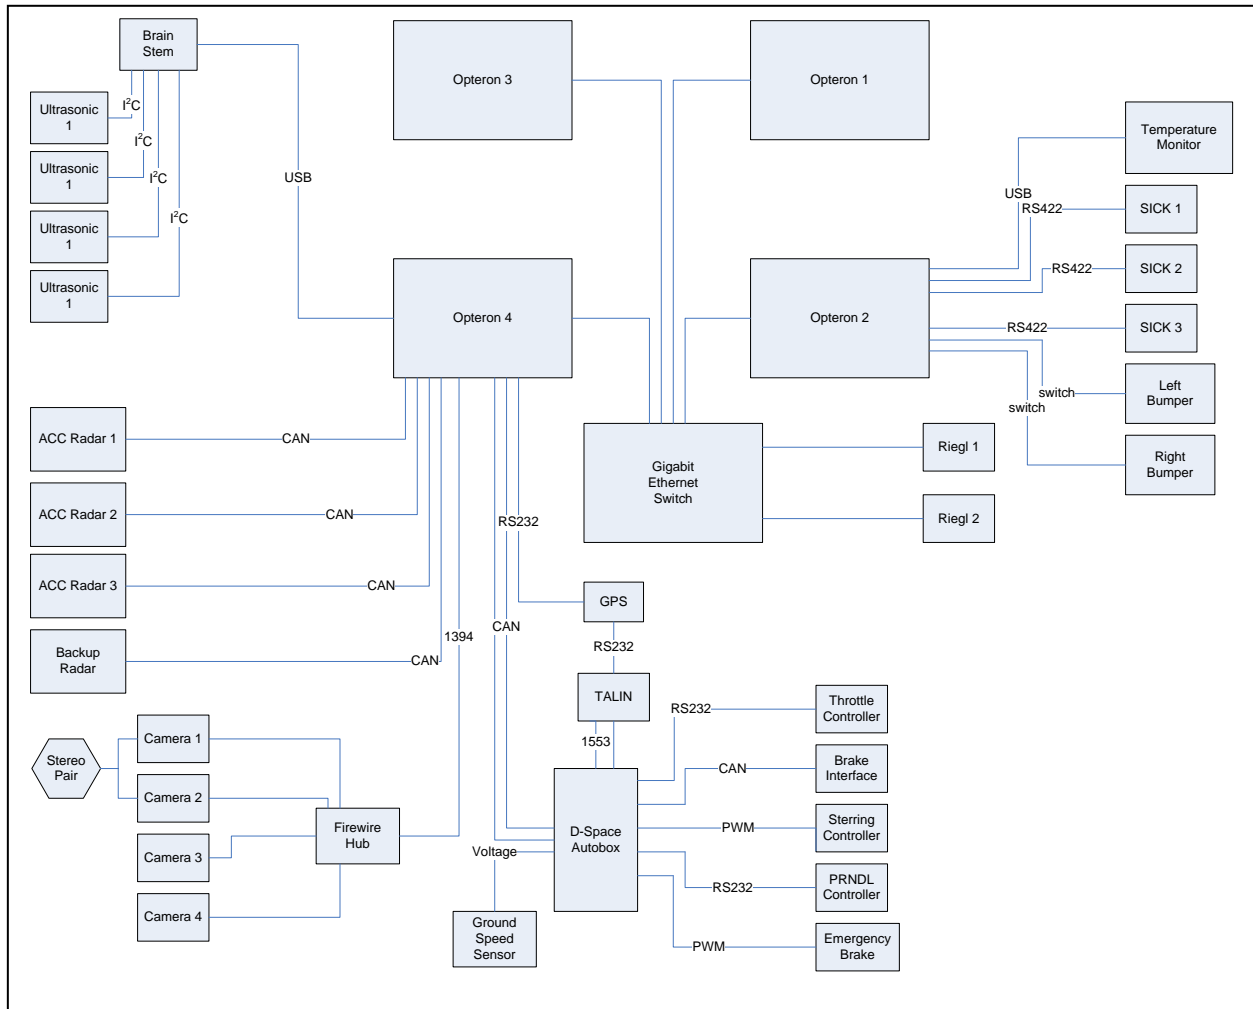 Brain
Stem
Opteron 3
Opteron 1
I²C
Ultrasonic
1
I²C
Ultrasonic
1
I²C
Ultrasonic
1
I²C
Ultrasonic
1
USB
Temperature
Monitor
USB
RS422
SICK 1
RS422
SICK 2
RS422
SICK 3
Opteron 4
Opteron 2
switch
Left
Bumper
switch
Right
Bumper
ACC Radar 1
CAN
ACC Radar 2
CAN
ACC Radar 3
CAN
Backup
Radar
CAN
RS232
CAN
1394
Gigabit
Ethernet
Switch
Riegl 1
Riegl 2
GPS
RS232
TALIN
1553
Stereo
Pair
Camera 1
Camera 2
Camera 3
Camera 4
Firewire
Hub
D-Space
Autobox
Voltage
Ground
Speed
Sensor
RS232
Throttle
Controller
CAN
Brake
Interface
PWM
Sterring
Controller
RS232
PRNDL
Controller
PWM
Emergency
Brake